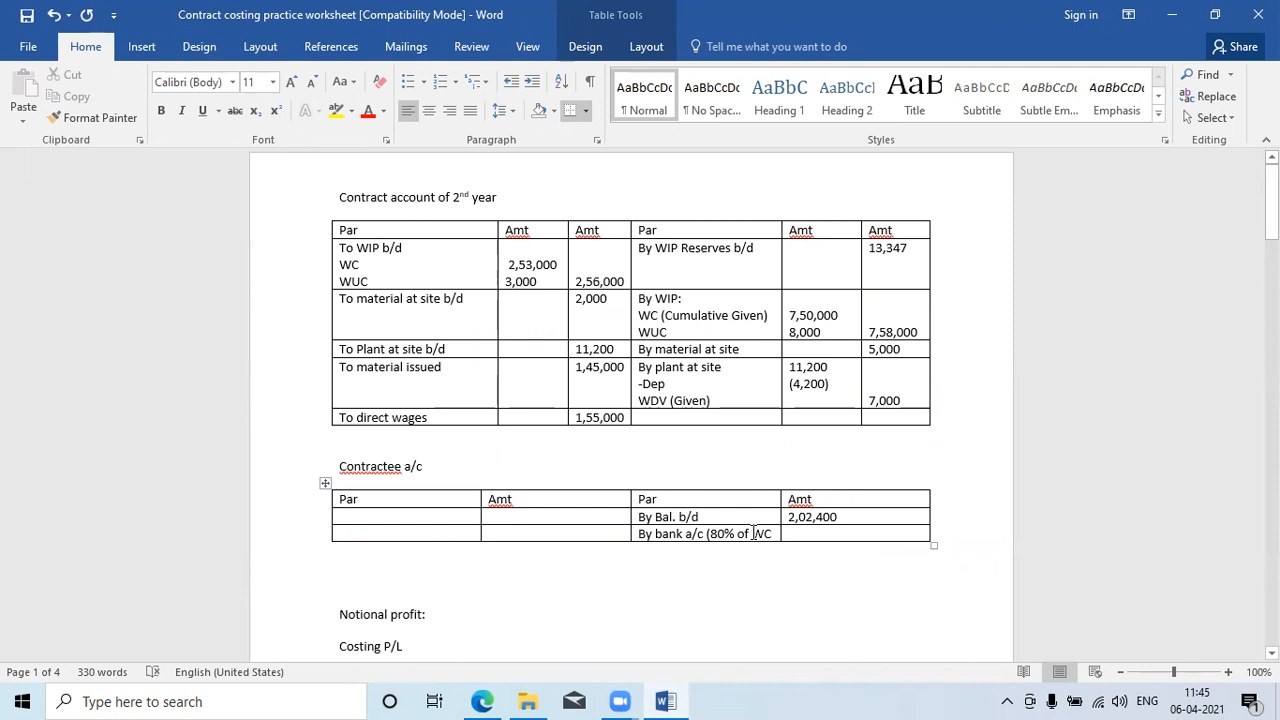 Contract costing practice worksheet [Compatibility Mode] - Word
Table Tools
Sign in
File Home Insert Design Layout References Mailings Review View Design Layout Tell me what you want to do Share
Paste
Cut
Copy
Format Painter
Calibri (Body) 11
AaBbCcDc AaBbCcDc AaBbC AaBbCcC AaB AaBbCcC AaBbCcDc AaBbCcDc
¶ Normal ¶ No Spac... Heading 1 Heading 2 Title Subtitle Subtle Em... Emphasis
Find
Replace
Select
Clipboard Font Paragraph Styles Editing
Contract account of 2nd year
Par Amt Amt Par Amt Amt
To WIP b/d By WIP Reserves b/d 13,347
WC 2,53,000
WUC 3,000 2,56,000
To material at site b/d 2,000 By WIP:
WC (Cumulative Given) 7,50,000
WUC 8,000 7,58,000
To Plant at site b/d 11,200 By material at site 5,000
To material issued 1,45,000 By plant at site 11,200
-Dep (4,200)
WDV (Given) 7,000
To direct wages 1,55,000
Contractee a/c
Par Amt Par Amt
By Bal. b/d 2,02,400
By bank a/c (80% of WC
Notional profit:
Costing P/L
Page 1 of 4 330 words English (United States) 100%
Type here to search
ENG
11:45
06-04-2021